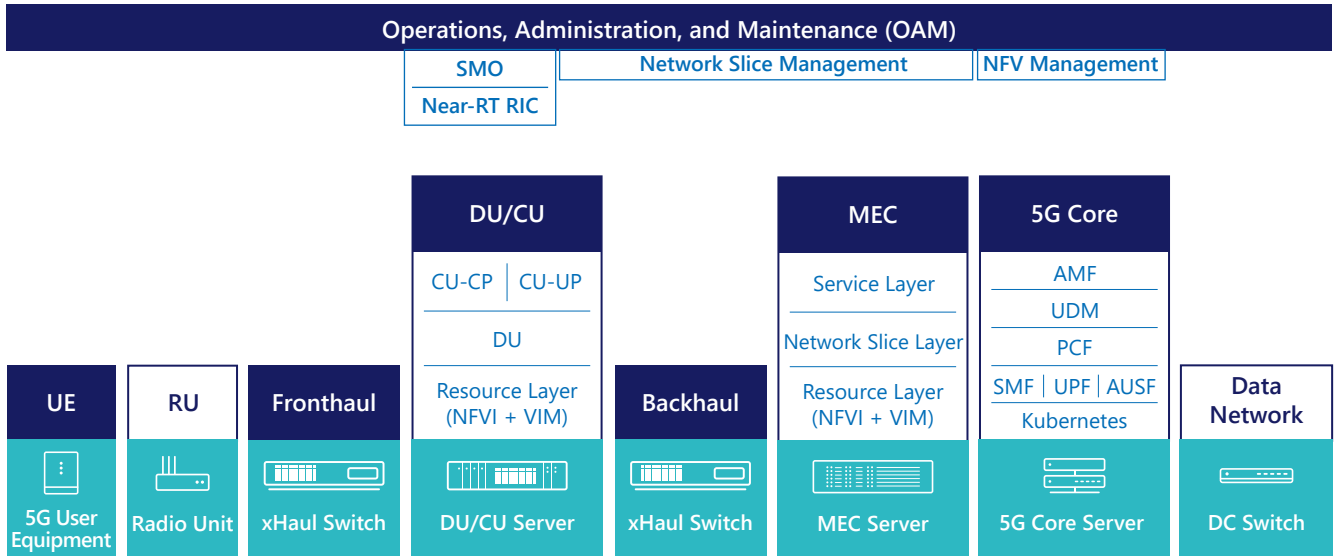 Operations, Administration, and Maintenance (OAM)
SMO
Near-RT RIC
Network Slice Management
NFV Management
UE
5G User
Equipment
RU
Radio Unit
Fronthaul
xHaul Switch
DU/CU
CU-CP CU-UP
DU
Resource Layer
(NFVI + VIM)
DU/CU Server
Backhaul
xHaul Switch
MEC
Service Layer
Network Slice Layer
Resource Layer
(NFVI + VIM)
MEC Server
5G Core
AMF
UDM
PCF
SMF UPF AUSF
Kubernetes
5G Core Server
Data
Network
DC Switch